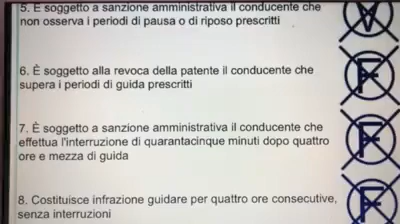 5. È soggetto a sanzione amministrativa il conducente che
non osserva i periodi di pausa o di riposo prescritti
V
6. È soggetto alla revoca della patente il conducente che
supera i periodi di guida prescritti
F
7. È soggetto a sanzione amministrativa il conducente che
effettua l'interruzione di quarantacinque minuti dopo quattro
ore e mezza di guida
F
8. Costituisce infrazione guidare per quattro ore consecutive,
senza interruzioni
F